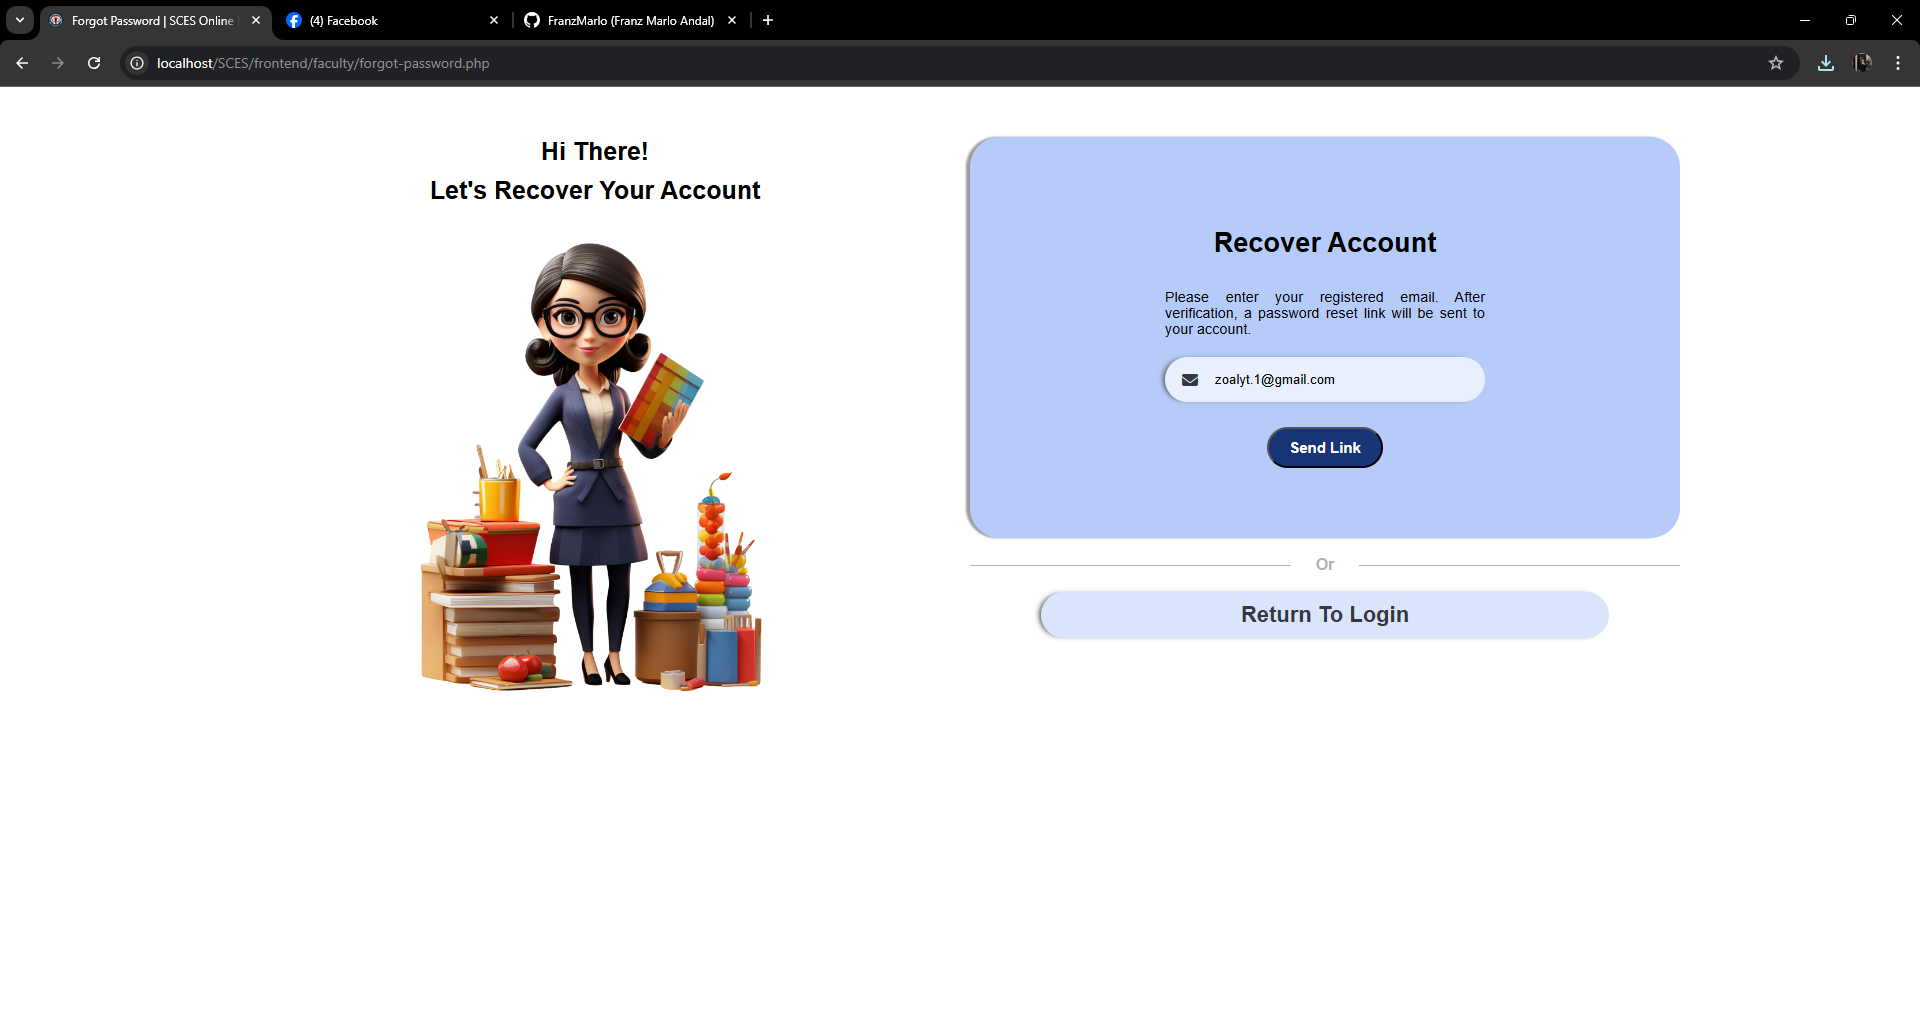 Forgot Password | SCES Online
(4) Facebook
FranzMarlo (Franz Marlo Andal)
localhost/SCES/frontend/faculty/forgot-password.php
Hi There!
Let's Recover Your Account
Recover Account
Please enter your registered email. After
verification, a password reset link will be sent to
your account.
zoalyt.1@gmail.com
Send Link
Or
Return To Login